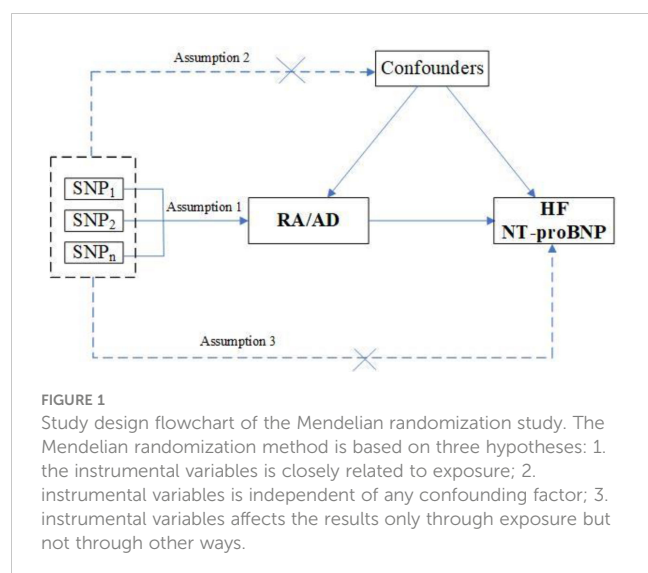 Assumption 2
Confounders
SNP1
SNP2
SNPn
Assumption 1
RA/AD
HF
NT-proBNP
Assumption 3
FIGURE 1
Study design flowchart of the Mendelian randomization study. The
Mendelian randomization method is based on three hypotheses: 1.
the instrumental variables is closely related to exposure; 2.
instrumental variables is independent of any confounding factor; 3.
instrumental variables affects the results only through exposure but
not through other ways.